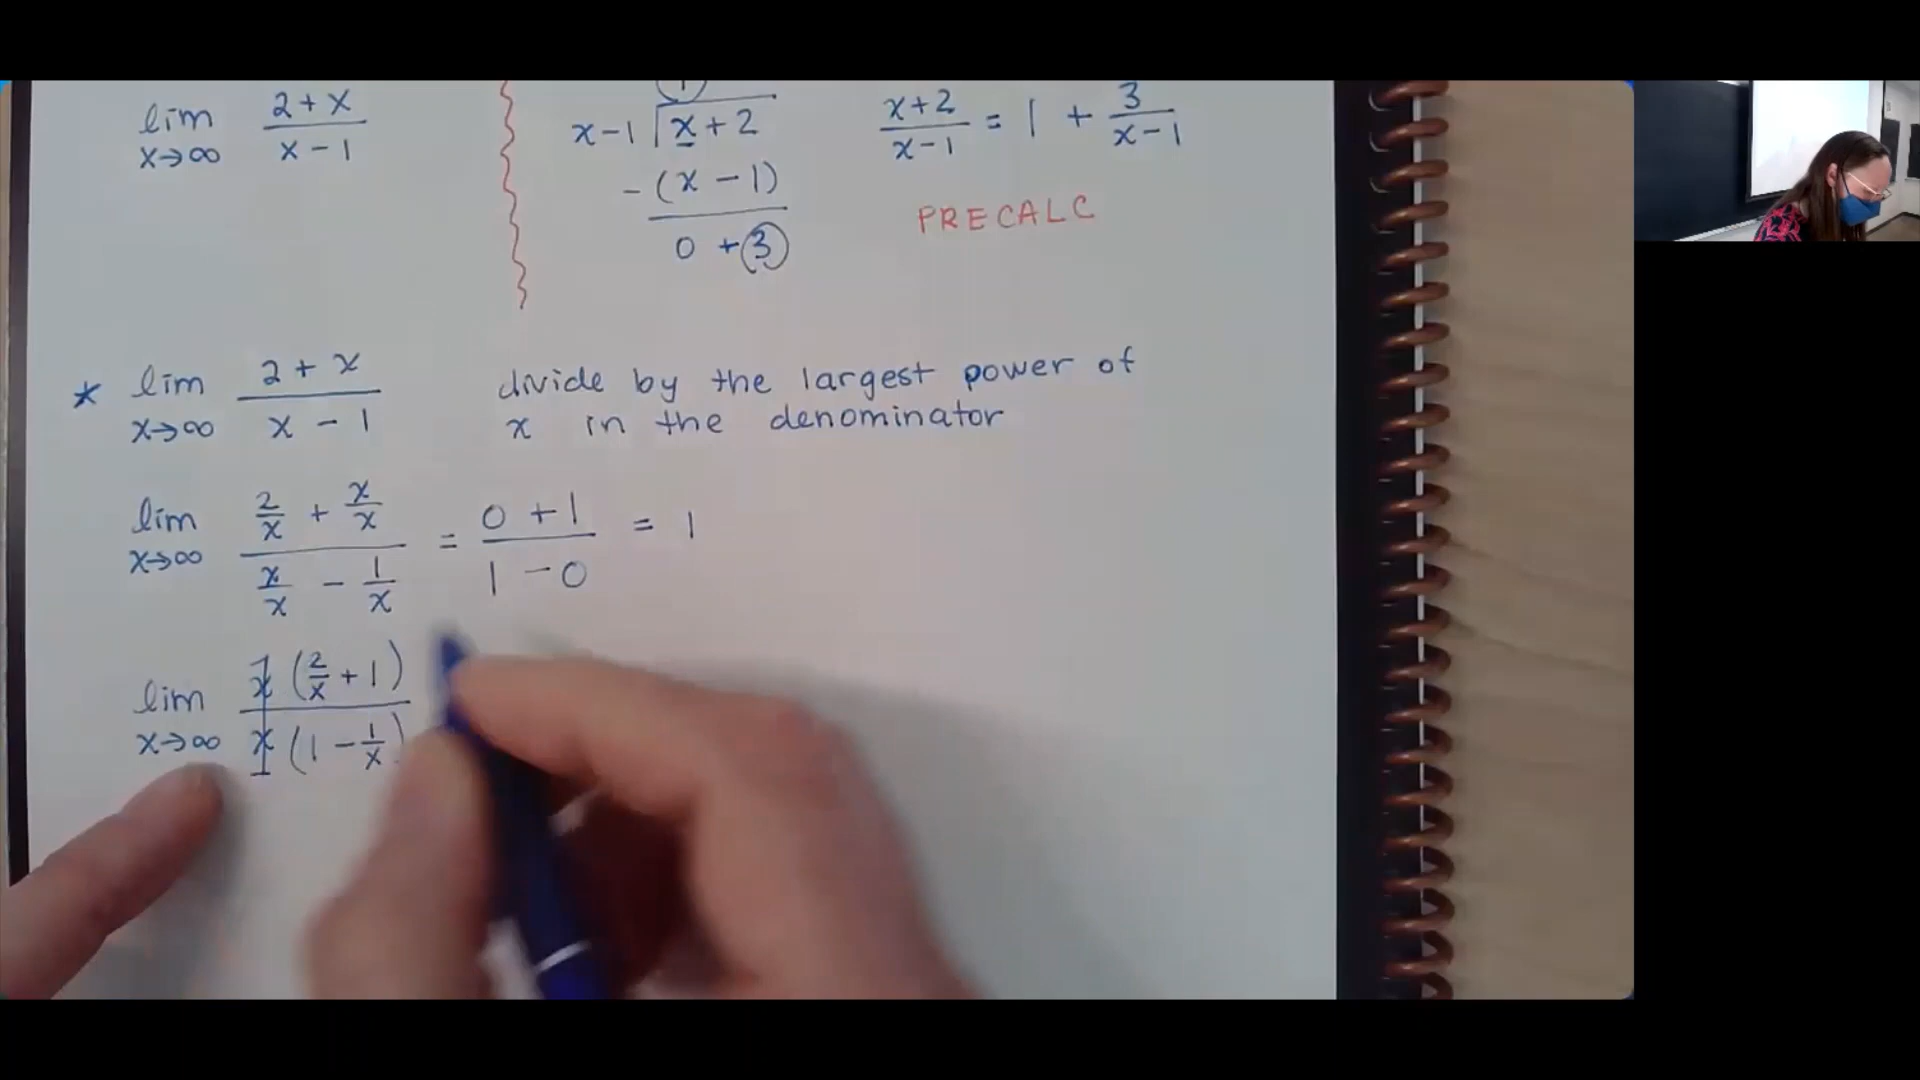 lim x→∞ (2 + x)/(x - 1)
x - 1 | x + 2
- (x - 1)
0 + 3
(x+2)/(x-1) = 1 + 3/(x-1)
PRECALC
* lim x→∞ (2 + x)/(x - 1)
divide by the largest power of
x in the denominator
lim x→∞ (2/x + x/x)/(x/x - 1/x) = (0 + 1)/(1 - 0) = 1
lim x→∞ x(2/x + 1)/x(1 - 1/x)